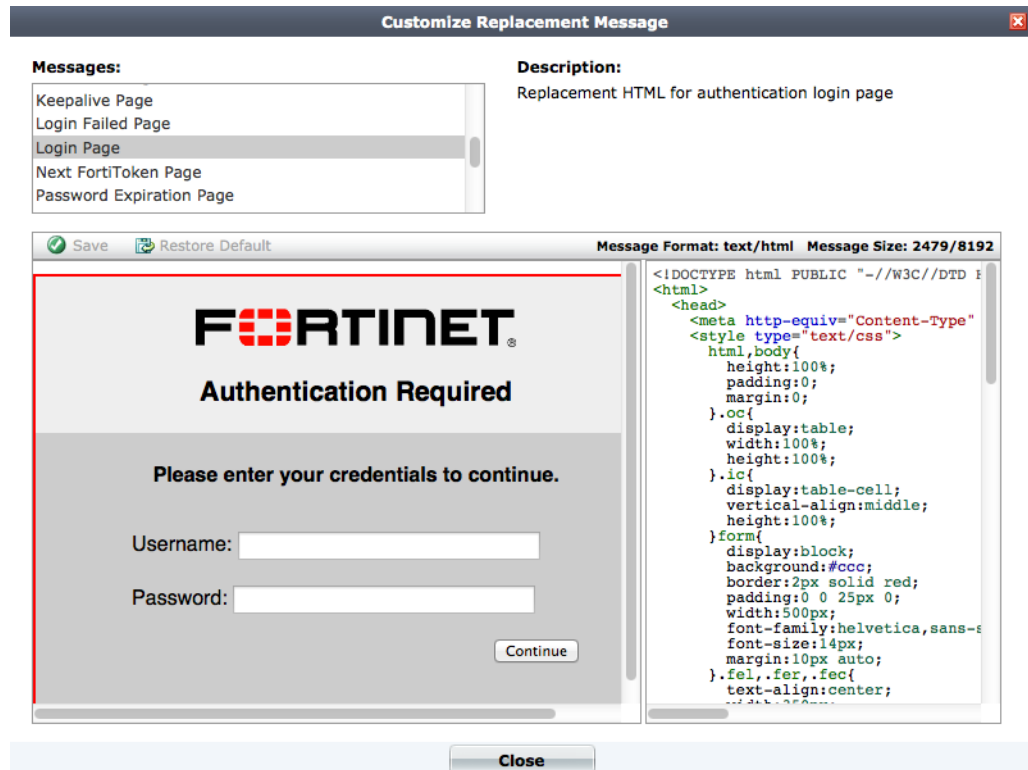 Customize Replacement Message
Messages:
Keepalive Page
Login Failed Page
Login Page
Next FortiToken Page
Password Expiration Page
Description:
Replacement HTML for authentication login page
Save Restore Default Message Format: text/html Message Size: 2479/8192
FORTINET®
Authentication Required
Please enter your credentials to continue.
Username:
Password:
Continue
<!DOCTYPE html PUBLIC "-//W3C//DTD
<html>
<head>
<meta http-equiv="Content-Type"
<style type="text/css">
html,body{
height:100%;
padding:0;
margin:0;
}.oc{
display:table;
width:100%;
height:100%;
}.ic{
display:table-cell;
vertical-align:middle;
height:100%;
}form{
display:block;
background:#ccc;
border:2px solid red;
padding:0 0 25px 0;
width:500px;
font-family:helvetica,sans-s
font-size:14px;
margin:10px auto;
}.fel,.fer,.fec{
text-align:center;
Close